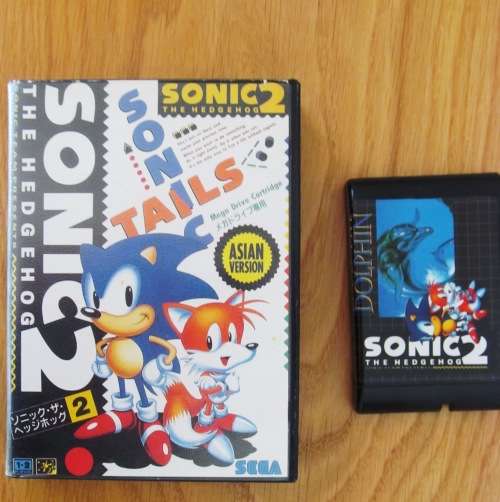 SONIC 2
THE HEDGEHOG
ソニック・ザ・
ヘッジホッグ 2
SONIC 2
THE HEDGEHOG
SONIC
TAILS
Mega Drive Cartridge
メガドライブ専用
ASIAN
VERSION
SEGA
DOLPHIN
SONIC 2
THE HEDGEHOG